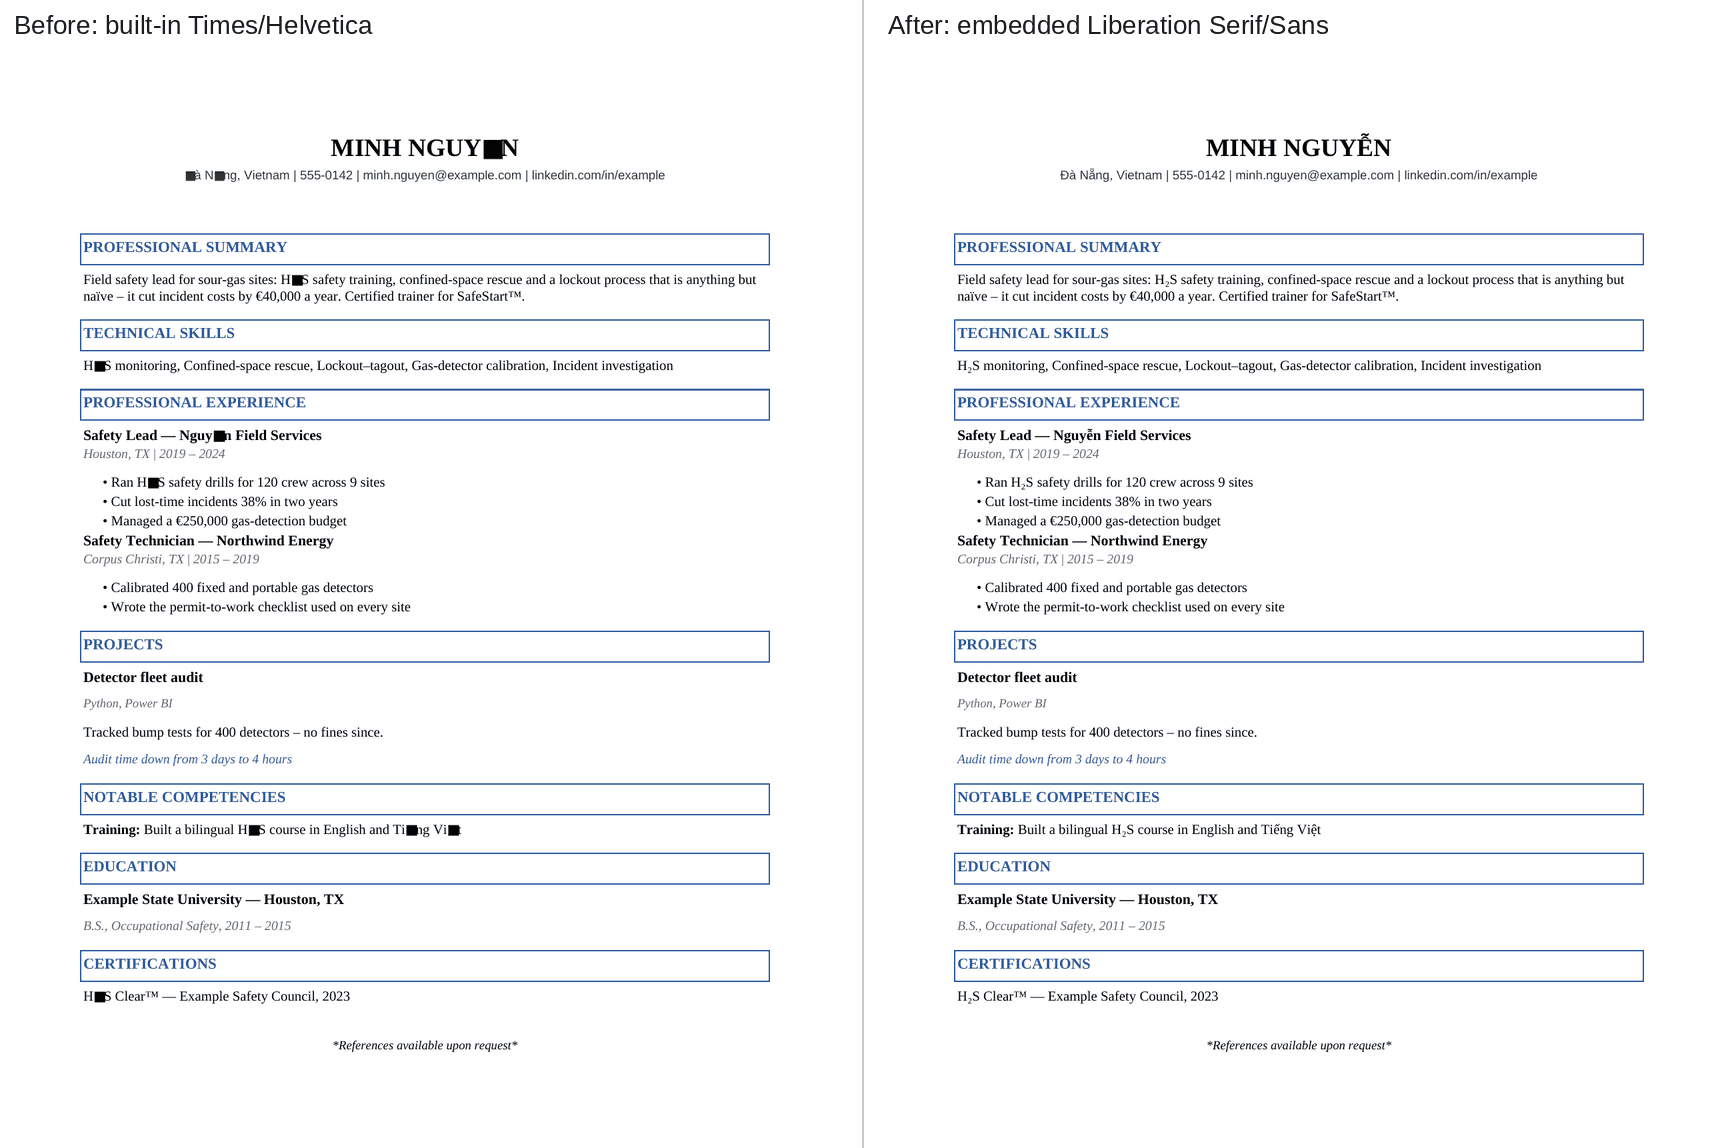 Before: built-in Times/Helvetica
MINH NGUY■N
■à N■ng, Vietnam | 555-0142 | minh.nguyen@example.com | linkedin.com/in/example
PROFESSIONAL SUMMARY
Field safety lead for sour-gas sites: H■S safety training, confined-space rescue and a lockout process that is anything but
naïve – it cut incident costs by €40,000 a year. Certified trainer for SafeStart™.
TECHNICAL SKILLS
H■S monitoring, Confined-space rescue, Lockout–tagout, Gas-detector calibration, Incident investigation
PROFESSIONAL EXPERIENCE
Safety Lead — Nguy■n Field Services
Houston, TX | 2019 – 2024
• Ran H■S safety drills for 120 crew across 9 sites
• Cut lost-time incidents 38% in two years
• Managed a €250,000 gas-detection budget
Safety Technician — Northwind Energy
Corpus Christi, TX | 2015 – 2019
• Calibrated 400 fixed and portable gas detectors
• Wrote the permit-to-work checklist used on every site
PROJECTS
Detector fleet audit
Python, Power BI
Tracked bump tests for 400 detectors – no fines since.
Audit time down from 3 days to 4 hours
NOTABLE COMPETENCIES
Training: Built a bilingual H■S course in English and Ti■ng Vi■t
EDUCATION
Example State University — Houston, TX
B.S., Occupational Safety, 2011 – 2015
CERTIFICATIONS
H■S Clear™ — Example Safety Council, 2023
*References available upon request*
After: embedded Liberation Serif/Sans
MINH NGUYỄN
Đà Nẵng, Vietnam | 555-0142 | minh.nguyen@example.com | linkedin.com/in/example
PROFESSIONAL SUMMARY
Field safety lead for sour-gas sites: H₂S safety training, confined-space rescue and a lockout process that is anything but
naïve – it cut incident costs by €40,000 a year. Certified trainer for SafeStart™.
TECHNICAL SKILLS
H₂S monitoring, Confined-space rescue, Lockout–tagout, Gas-detector calibration, Incident investigation
PROFESSIONAL EXPERIENCE
Safety Lead — Nguyễn Field Services
Houston, TX | 2019 – 2024
• Ran H₂S safety drills for 120 crew across 9 sites
• Cut lost-time incidents 38% in two years
• Managed a €250,000 gas-detection budget
Safety Technician — Northwind Energy
Corpus Christi, TX | 2015 – 2019
• Calibrated 400 fixed and portable gas detectors
• Wrote the permit-to-work checklist used on every site
PROJECTS
Detector fleet audit
Python, Power BI
Tracked bump tests for 400 detectors – no fines since.
Audit time down from 3 days to 4 hours
NOTABLE COMPETENCIES
Training: Built a bilingual H₂S course in English and Tiếng Việt
EDUCATION
Example State University — Houston, TX
B.S., Occupational Safety, 2011 – 2015
CERTIFICATIONS
H₂S Clear™ — Example Safety Council, 2023
*References available upon request*